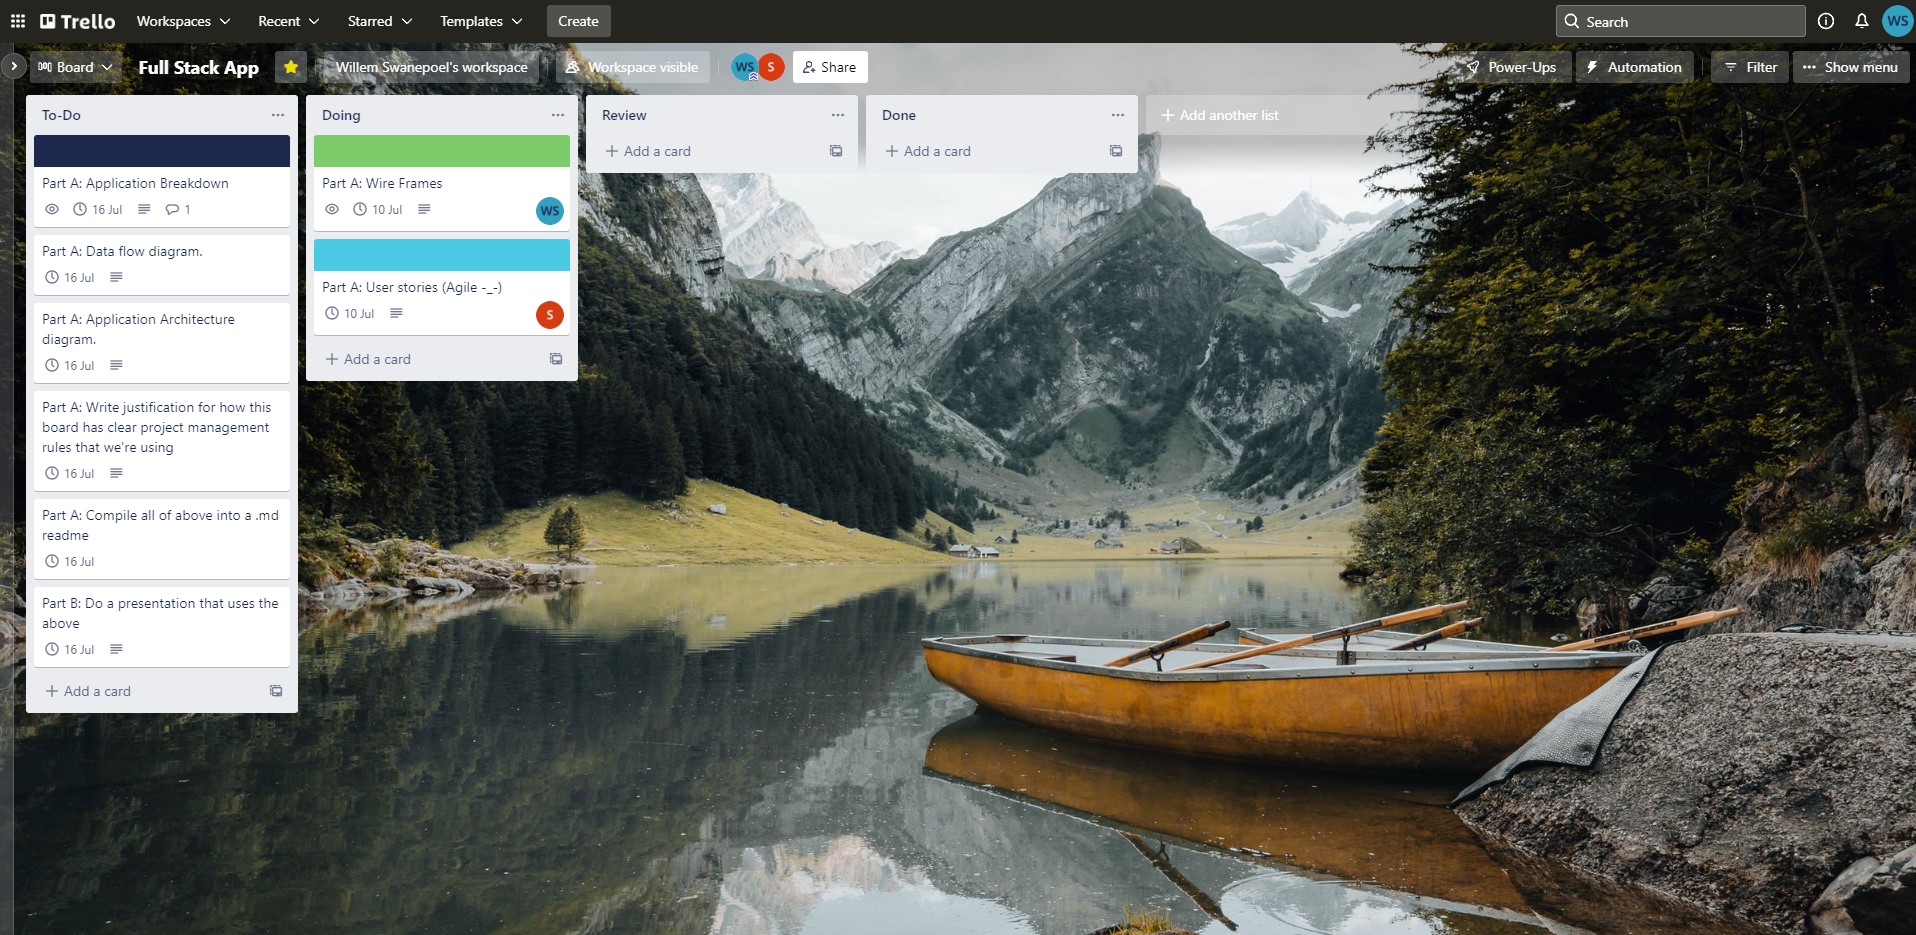 Trello
Workspaces
Recent
Starred
Templates
Create
Search
WS
Board
Full Stack App
Willem Swanepoel's workspace
Workspace visible
WS
S
Share
Power-Ups
Automation
Filter
Show menu
To-Do
Part A: Application Breakdown
16 Jul
1
Part A: Data flow diagram.
16 Jul
Part A: Application Architecture
diagram.
16 Jul
Part A: Write justification for how this
board has clear project management
rules that we're using
16 Jul
Part A: Compile all of above into a .md
readme
16 Jul
Part B: Do a presentation that uses the
above
16 Jul
Add a card
Doing
Part A: Wire Frames
10 Jul
WS
Part A: User stories (Agile -_-)
10 Jul
S
Add a card
Review
Add a card
Done
Add a card
Add another list